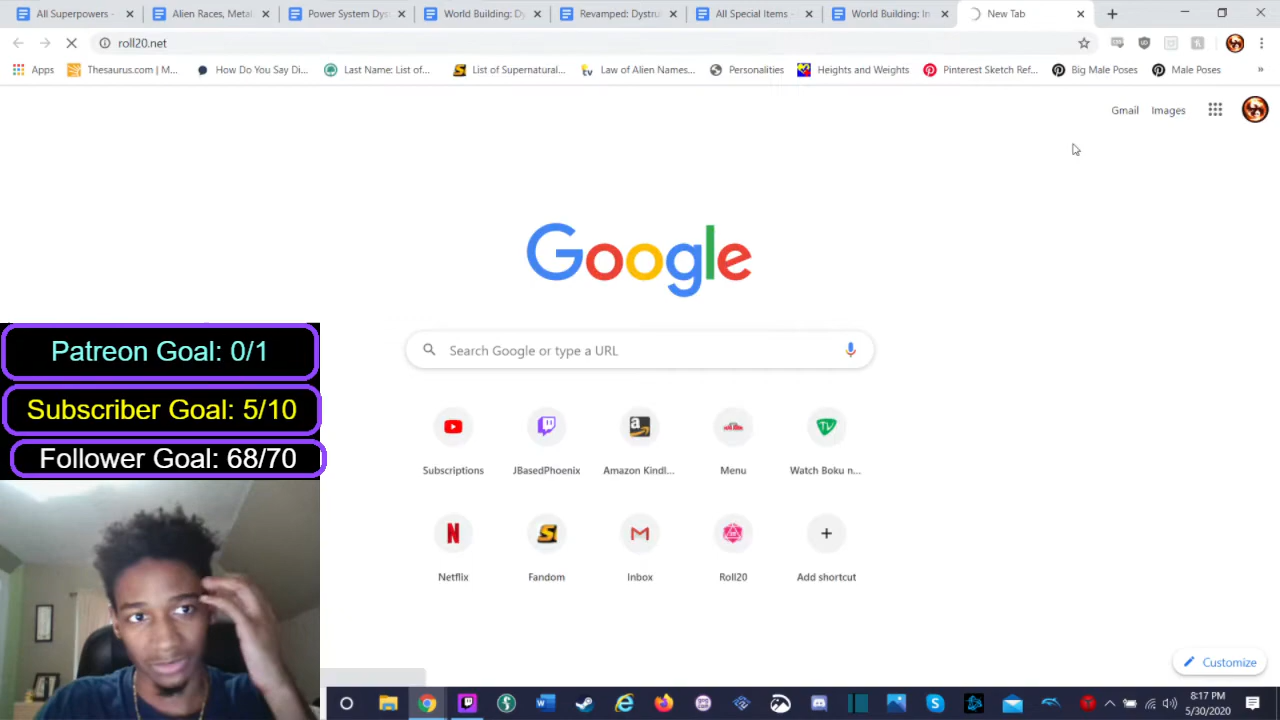 All Superpowers -
Alien Races, Metal
Power System Dys
World Building: Dy
Revamped: Dystru
All Special Items -
World Building: In
New Tab
roll20.net
Apps
Thesaurus.com | M...
How Do You Say Di...
Last Name: List of...
List of Supernatural...
Law of Alien Names...
Personalities
Heights and Weights
Pinterest Sketch Ref...
Big Male Poses
Male Poses
»
Gmail
Images
Google
Search Google or type a URL
Patreon Goal: 0/1
Subscriber Goal: 5/10
Follower Goal: 68/70
Subscriptions
JBasedPhoenix
Amazon Kindl...
Menu
Watch Boku n...
Netflix
Fandom
Inbox
Roll20
Add shortcut
Customize
8:17 PM
5/30/2020